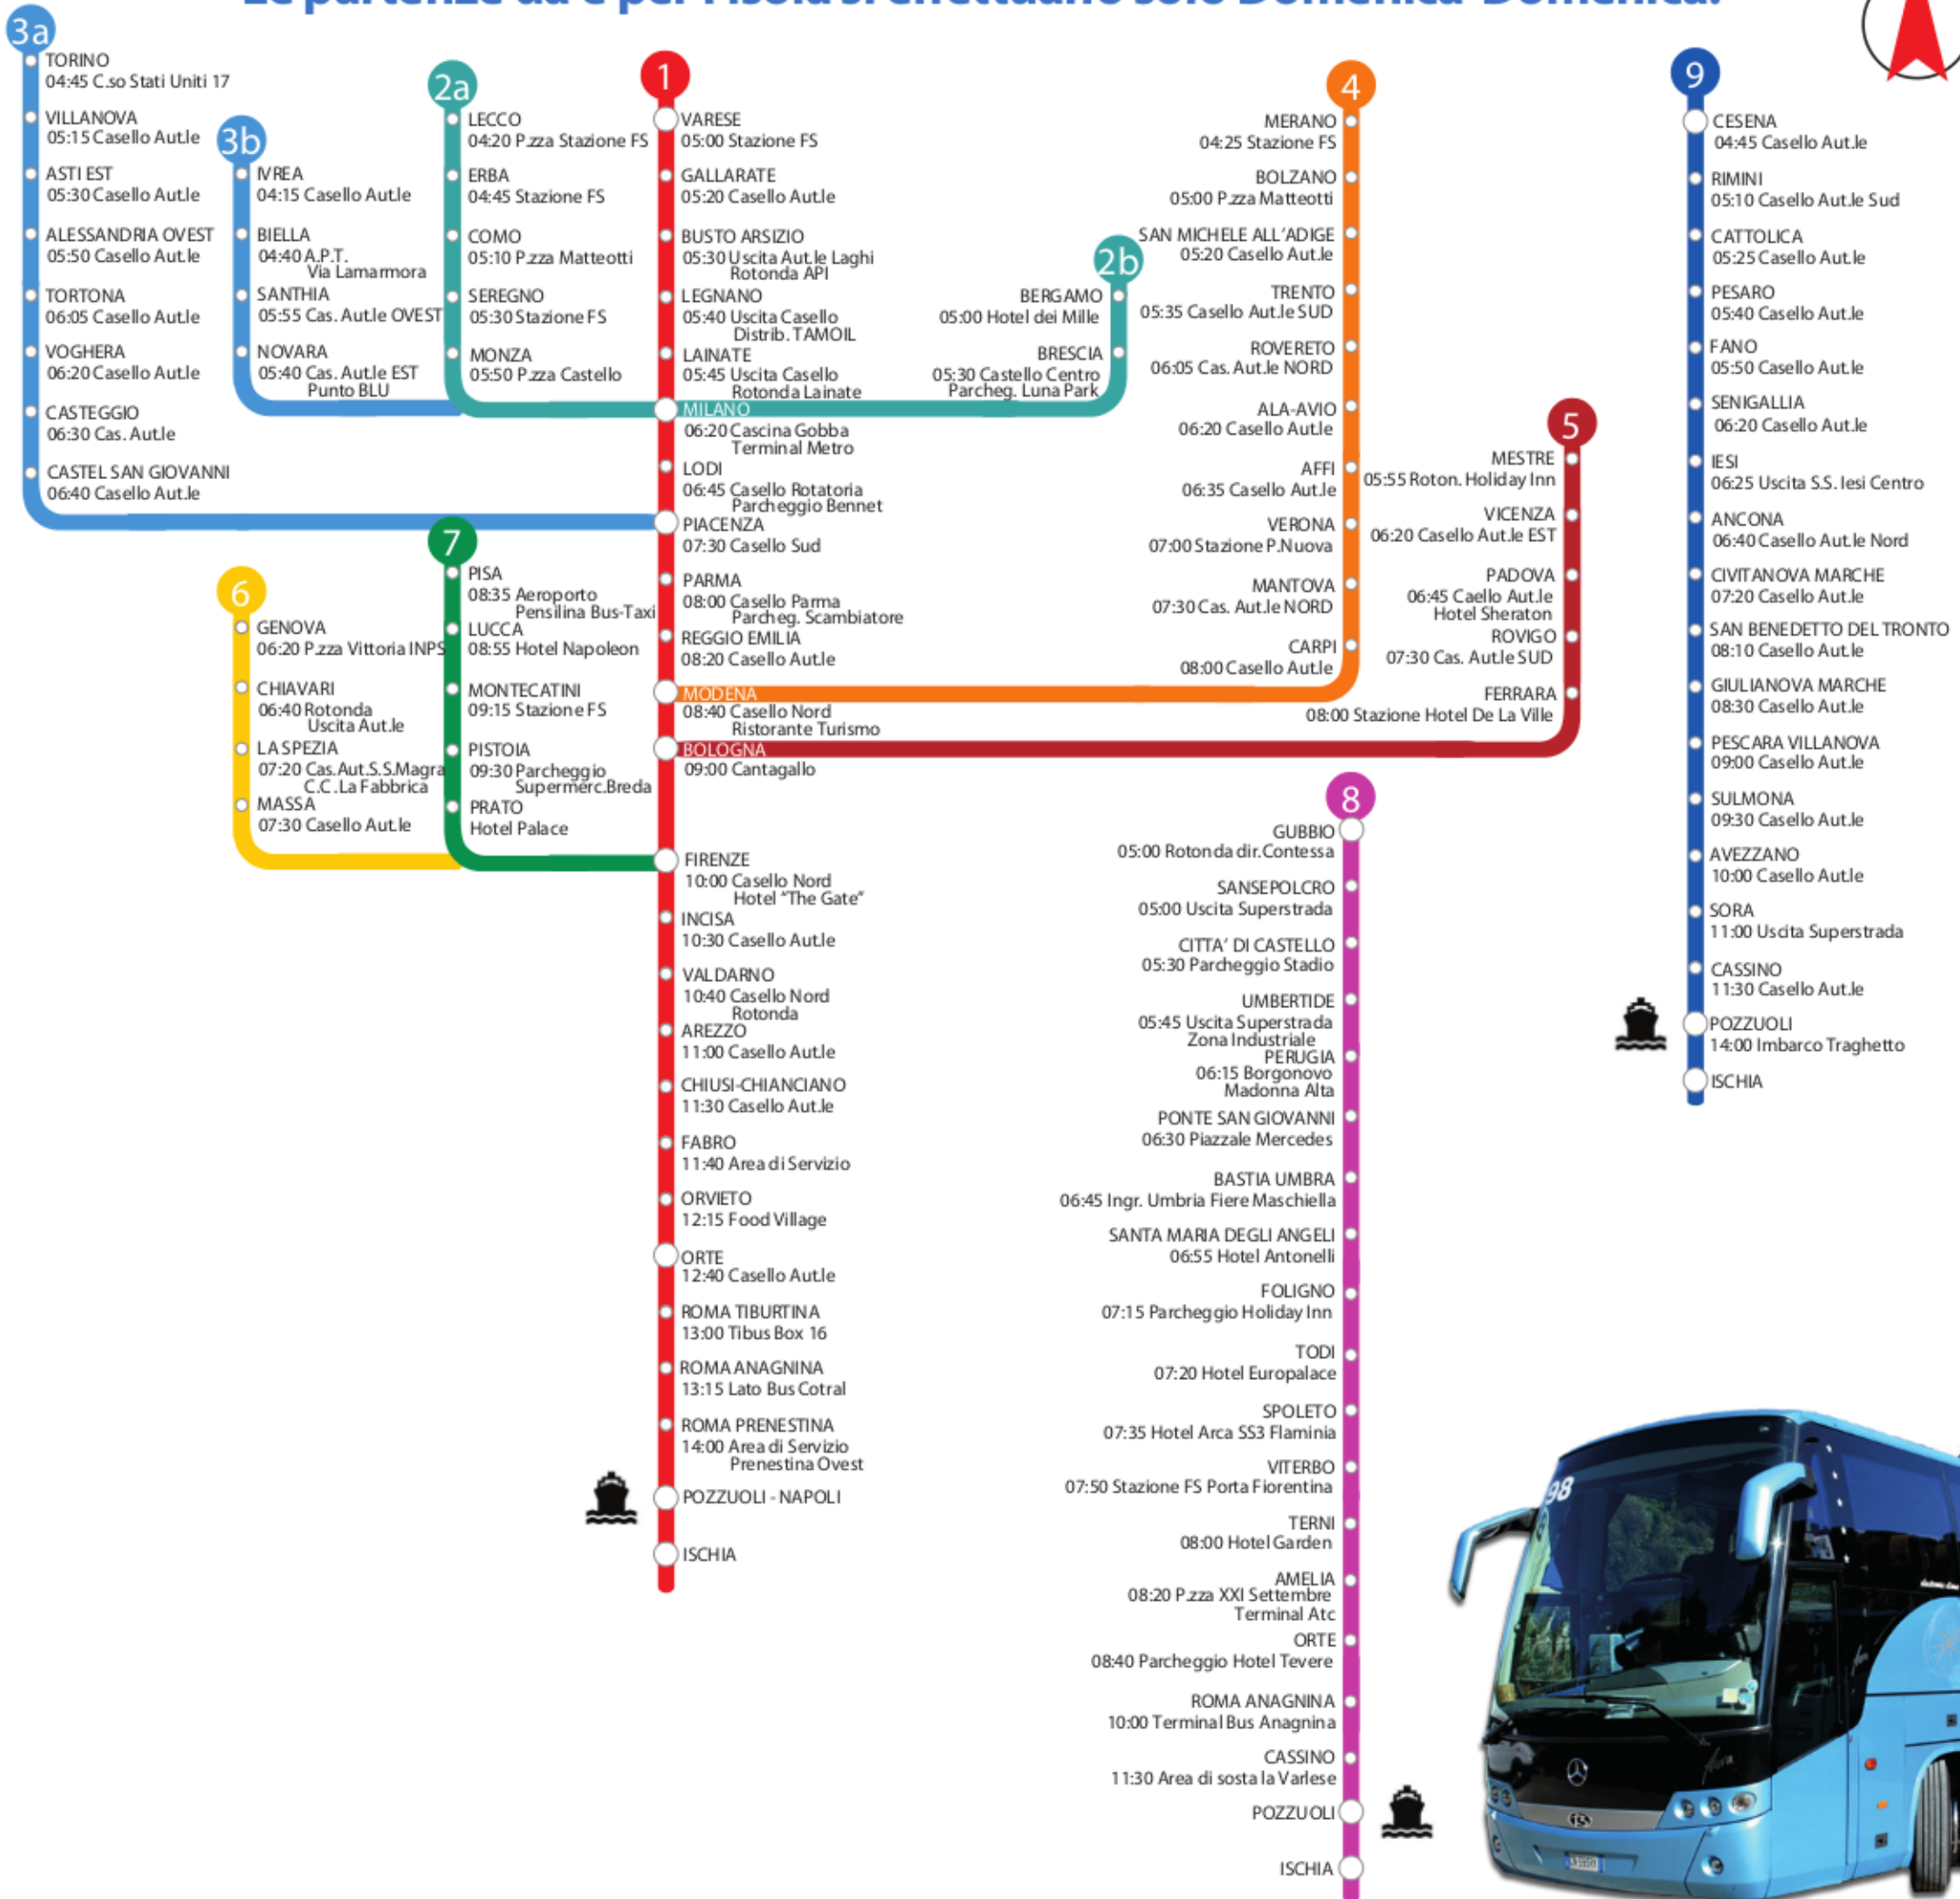 Le partenze da e per l'isola si effettuano solo Domenica-Domenica.
3a
TORINO
04:45 C.so Stati Uniti 17
VILLANOVA
05:15 Casello Aut.le
ASTI EST
05:30 Casello Aut.le
ALESSANDRIA OVEST
05:50 Casello Aut.le
TORTONA
06:05 Casello Aut.le
VOGHERA
06:20 Casello Aut.le
CASTEGGIO
06:30 Cas. Aut.le
CASTEL SAN GIOVANNI
06:40 Casello Aut.le
3b
IVREA
04:15 Casello Aut.le
BIELLA
04:40 A.P.T.
Via Lamarmora
SANTHIA
05:55 Cas. Aut.le OVEST
NOVARA
05:40 Cas. Aut.le EST
Punto BLU
2a
LECCO
04:20 P.zza Stazione FS
ERBA
04:45 Stazione FS
COMO
05:10 P.zza Matteotti
SEREGNO
05:30 Stazione FS
MONZA
05:50 P.zza Castello
1
VARESE
05:00 Stazione FS
GALLARATE
05:20 Casello Aut.le
BUSTO ARSIZIO
05:30 Uscita Aut.le Laghi
Rotonda API
LEGNANO
05:40 Uscita Casello
Distrib. TAMOIL
LAINATE
05:45 Uscita Casello
Rotonda Lainate
MILANO
06:20 Cascina Gobba
Terminal Metro
LODI
06:45 Casello Rotatoria
Parcheggio Bennet
PIACENZA
07:30 Casello Sud
PARMA
08:00 Casello Parma
Parcheg. Scambiatore
REGGIO EMILIA
08:20 Casello Aut.le
MODENA
08:40 Casello Nord
Ristorante Turismo
BOLOGNA
09:00 Cantagallo
FIRENZE
10:00 Casello Nord
Hotel "The Gate"
INCISA
10:30 Casello Aut.le
VALDARNO
10:40 Casello Nord
Rotonda
AREZZO
11:00 Casello Aut.le
CHIUSI-CHIANCIANO
11:30 Casello Aut.le
FABRO
11:40 Area di Servizio
ORVIETO
12:15 Food Village
ORTE
12:40 Casello Aut.le
ROMA TIBURTINA
13:00 Tibus Box 16
ROMA ANAGNINA
13:15 Lato Bus Cotral
ROMA PRENESTINA
14:00 Area di Servizio
Prenestina Ovest
POZZUOLI - NAPOLI
ISCHIA
2b
BERGAMO
05:00 Hotel dei Mille
BRESCIA
05:30 Castello Centro
Parcheg. Luna Park
4
MERANO
04:25 Stazione FS
BOLZANO
05:00 P.zza Matteotti
SAN MICHELE ALL'ADIGE
05:20 Casello Aut.le
TRENTO
05:35 Casello Aut.le SUD
ROVERETO
06:05 Cas. Aut.le NORD
ALA-AVIO
06:20 Casello Aut.le
AFFI
06:35 Casello Aut.le
VERONA
07:00 Stazione P.Nuova
MANTOVA
07:30 Cas. Aut.le NORD
CARPI
08:00 Casello Aut.le
5
MESTRE
05:55 Roton. Holiday Inn
VICENZA
06:20 Casello Aut.le EST
PADOVA
06:45 Caello Aut.le
Hotel Sheraton
ROVIGO
07:30 Cas. Aut.le SUD
FERRARA
08:00 Stazione Hotel De La Ville
6
GENOVA
06:20 P.zza Vittoria INPS
CHIAVARI
06:40 Rotonda
Uscita Aut.le
LA SPEZIA
07:20 Cas.Aut.S.S.Magra
C.C.La Fabbrica
MASSA
07:30 Casello Aut.le
7
PISA
08:35 Aeroporto
Pensilina Bus-Taxi
LUCCA
08:55 Hotel Napoleon
MONTECATINI
09:15 Stazione FS
PISTOIA
09:30 Parcheggio
Supermerc.Breda
PRATO
Hotel Palace
8
GUBBIO
05:00 Rotonda dir.Contessa
SANSEPOLCRO
05:00 Uscita Superstrada
CITTA' DI CASTELLO
05:30 Parcheggio Stadio
UMBERTIDE
05:45 Uscita Superstrada
Zona Industriale
PERUGIA
06:15 Borgonovo
Madonna Alta
PONTE SAN GIOVANNI
06:30 Piazzale Mercedes
BASTIA UMBRA
06:45 Ingr. Umbria Fiere Maschiella
SANTA MARIA DEGLI ANGELI
06:55 Hotel Antonelli
FOLIGNO
07:15 Parcheggio Holiday Inn
TODI
07:20 Hotel Europalace
SPOLETO
07:35 Hotel Arca SS3 Flaminia
VITERBO
07:50 Stazione FS Porta Fiorentina
TERNI
08:00 Hotel Garden
AMELIA
08:20 P.zza XXI Settembre
Terminal Atc
ORTE
08:40 Parcheggio Hotel Tevere
ROMA ANAGNINA
10:00 Terminal Bus Anagnina
CASSINO
11:30 Area di sosta la Varlese
POZZUOLI
ISCHIA
9
CESENA
04:45 Casello Aut.le
RIMINI
05:10 Casello Aut.le Sud
CATTOLICA
05:25 Casello Aut.le
PESARO
05:40 Casello Aut.le
FANO
05:50 Casello Aut.le
SENIGALLIA
06:20 Casello Aut.le
IESI
06:25 Uscita S.S. Iesi Centro
ANCONA
06:40 Casello Aut.le Nord
CIVITANOVA MARCHE
07:20 Casello Aut.le
SAN BENEDETTO DEL TRONTO
08:10 Casello Aut.le
GIULIANOVA MARCHE
08:30 Casello Aut.le
PESCARA VILLANOVA
09:00 Casello Aut.le
SULMONA
09:30 Casello Aut.le
AVEZZANO
10:00 Casello Aut.le
SORA
11:00 Uscita Superstrada
CASSINO
11:30 Casello Aut.le
POZZUOLI
14:00 Imbarco Traghetto
ISCHIA
98